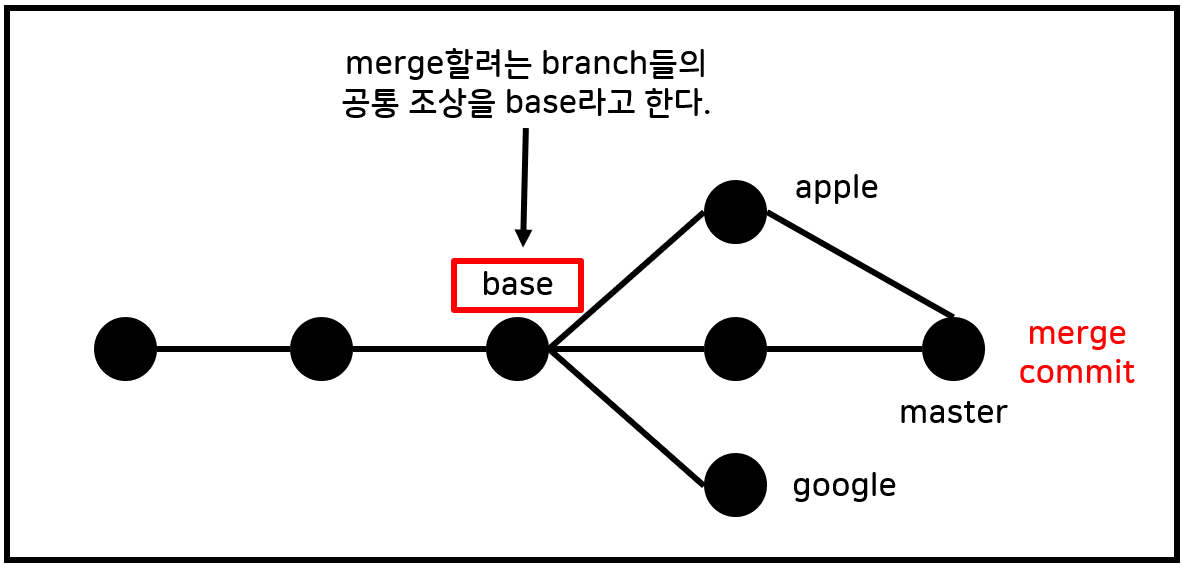 merge할려는 branch들의
공통 조상을 base라고 한다.
apple
base
merge
commit
master
google